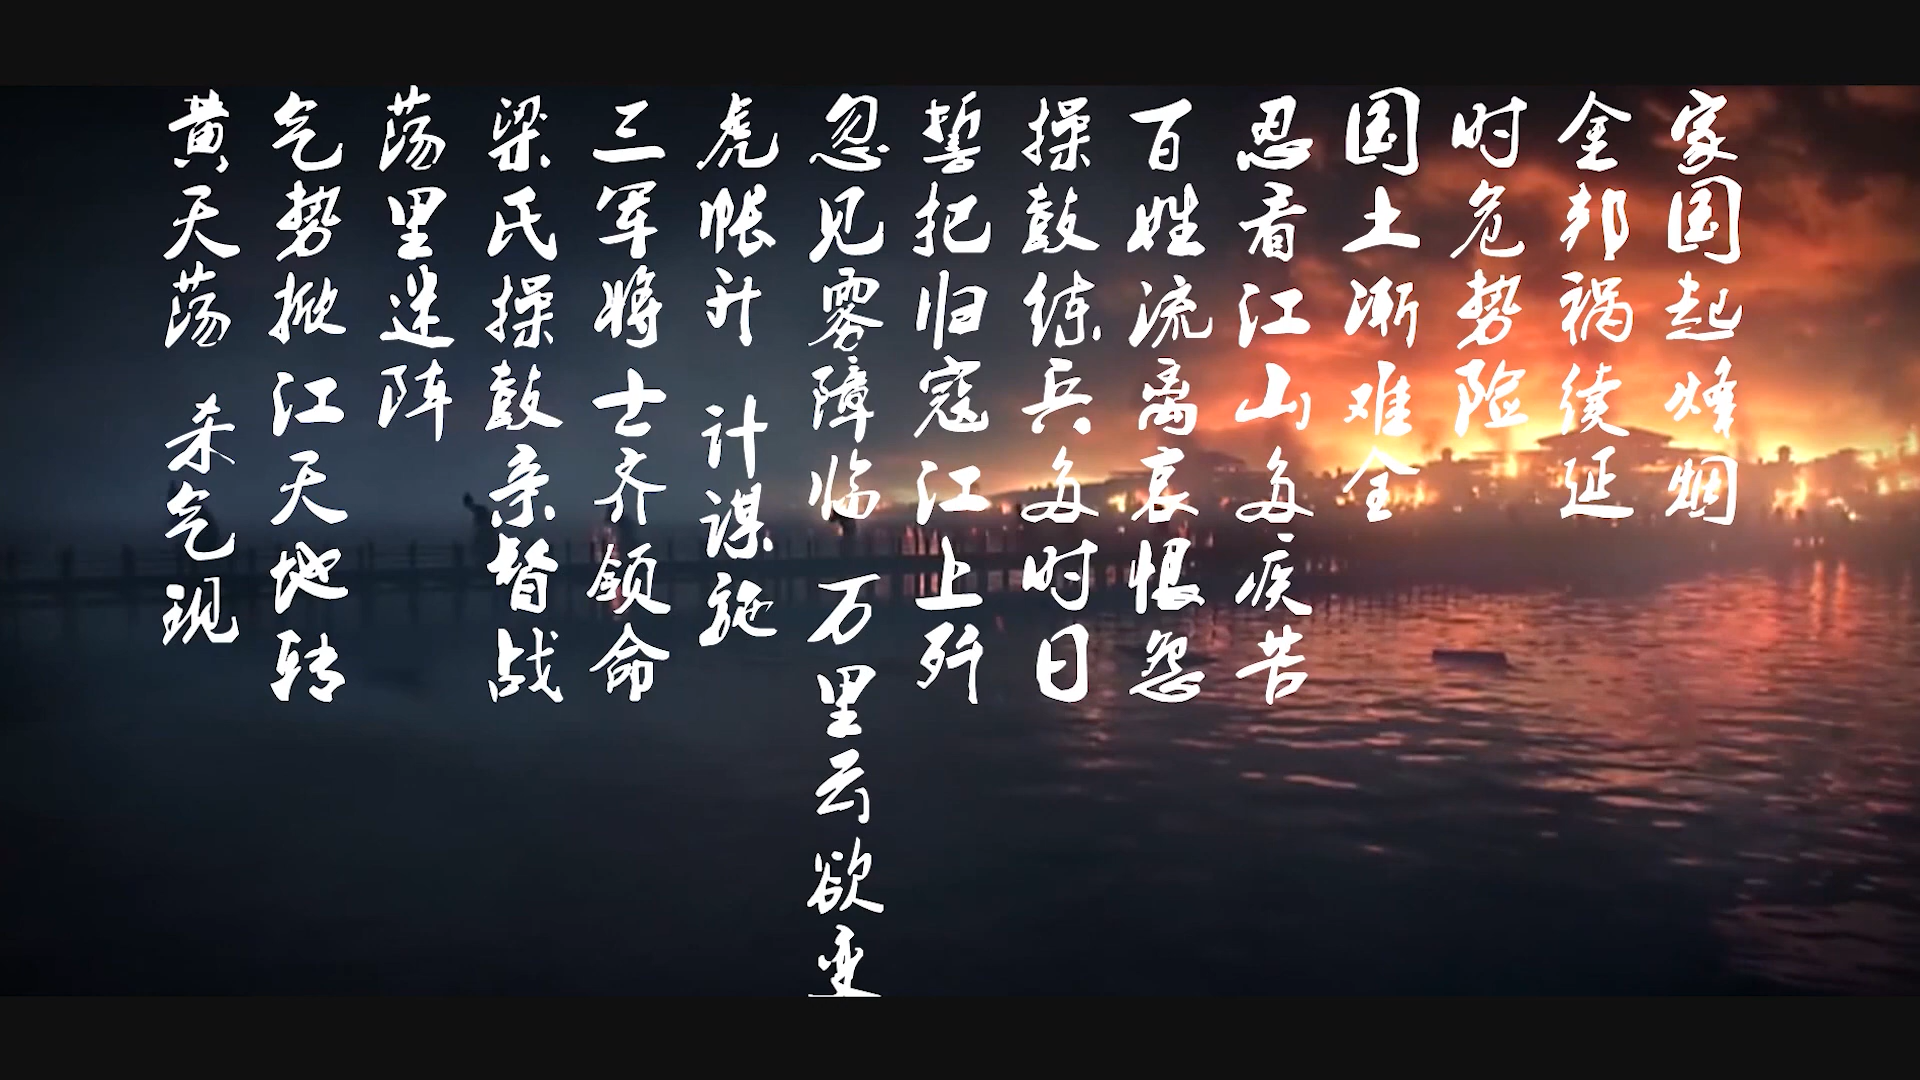 家国起烽烟
金邦祸续延
时危势险
国土渐难全
忍看江山多疾苦
百姓流离哀恨怨
操鼓练兵多时日
誓把归寇江上歼
忽见雾障临 万里云欲变
虎帐升 计谋施
三军将士齐领命
梁氏操鼓亲督战
荡里迷阵
气势掀江天地转
黄天荡 杀气现